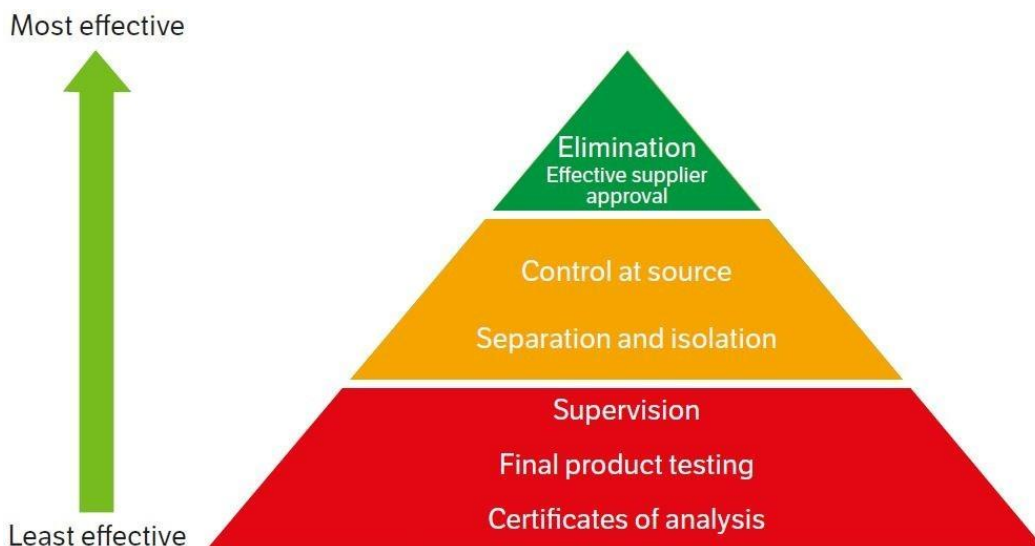 Most effective
Elimination
Effective supplier
approval
Control at source
Separation and isolation
Supervision
Final product testing
Certificates of analysis
Least effective